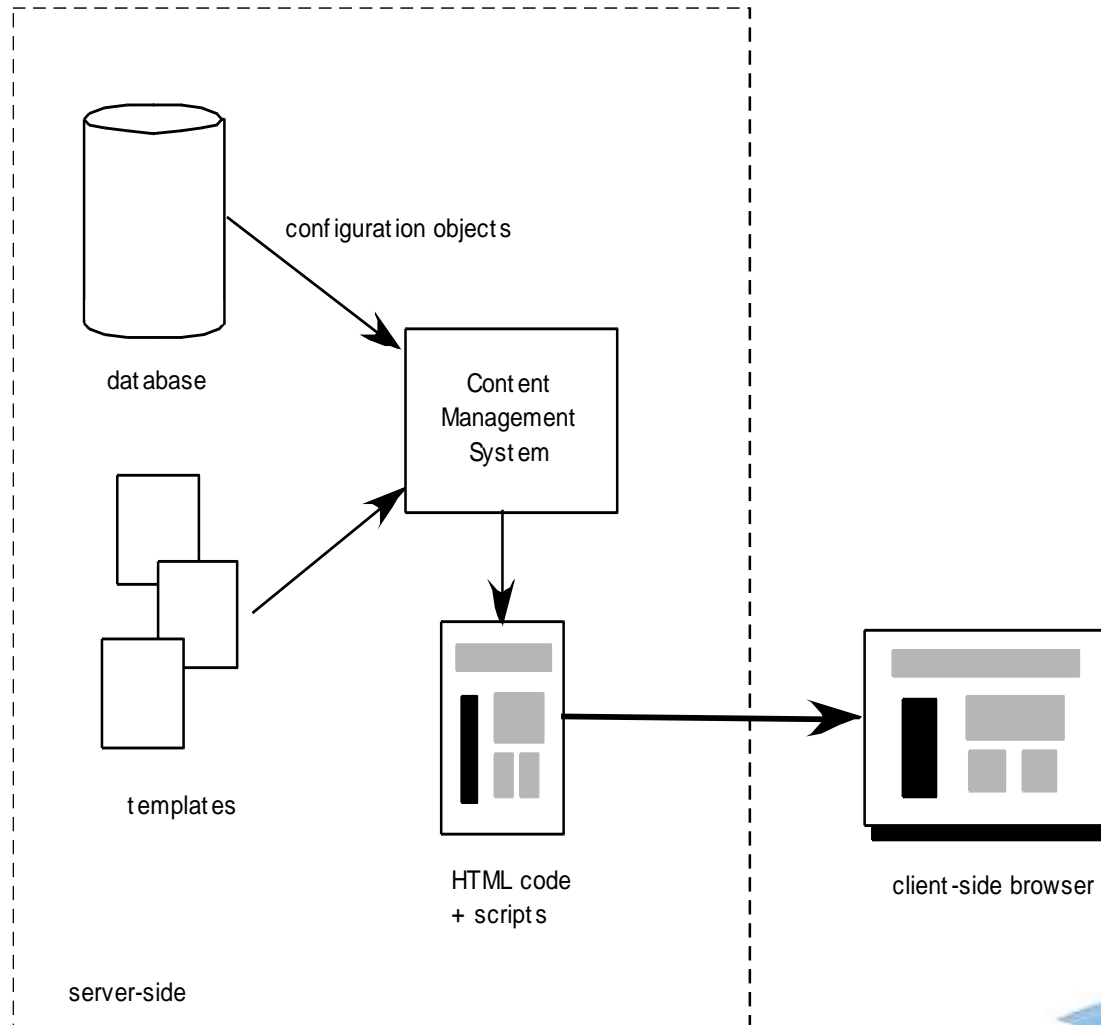 configuration objects
database
Content
Management
System
templates
HTML code
+ scripts
client-side browser
server-side